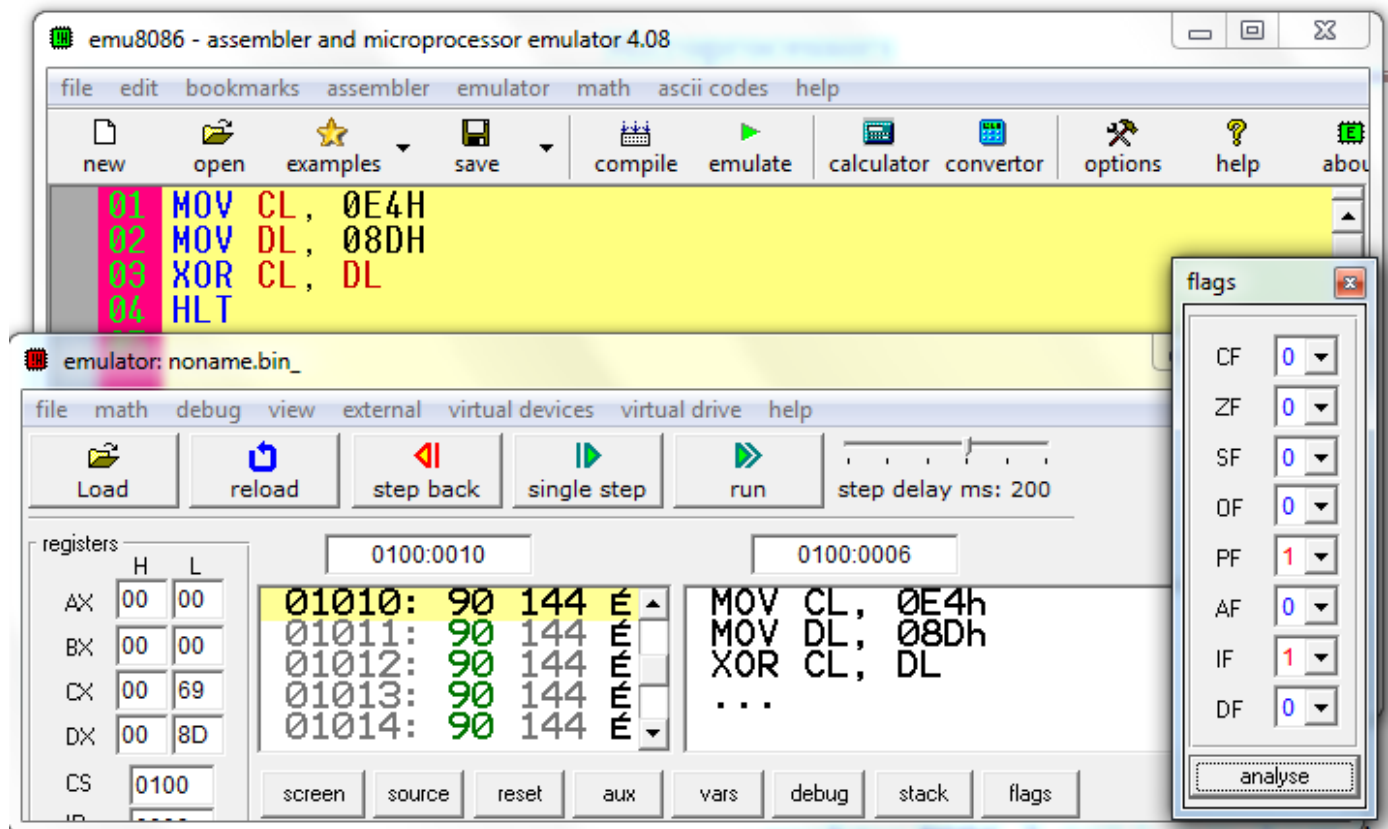 emu8086 - assembler and microprocessor emulator 4.08
file edit bookmarks assembler emulator math ascii codes help
new open examples save compile emulate calculator convertor options help abou
01 MOV CL, 0E4H
02 MOV DL, 08DH
03 XOR CL, DL
04 HLT
flags
CF 0
ZF 0
SF 0
OF 0
PF 1
AF 0
IF 1
DF 0
analyse
emulator: noname.bin_
file math debug view external virtual devices virtual drive help
Load reload step back single step run step delay ms: 200
registers
H L
AX 00 00
BX 00 00
CX 00 69
DX 00 8D
CS 0100
0100:0010
01010: 90 144 É
01011: 90 144 É
01012: 90 144 É
01013: 90 144 É
01014: 90 144 É
0100:0006
MOV CL, 0E4h
MOV DL, 08Dh
XOR CL, DL
...
screen source reset aux vars debug stack flags